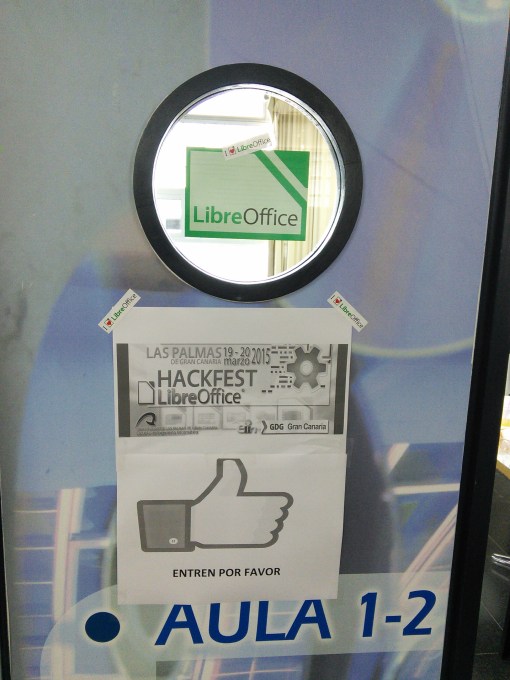 I LibreOffice
LibreOffice
I LibreOffice
I LibreOffice
LAS PALMAS 19 - 20 2015
DE GRAN CANARIA marzo
HACKFEST
LibreOffice
GDG Gran Canaria
ENTREN POR FAVOR
AULA 1-2